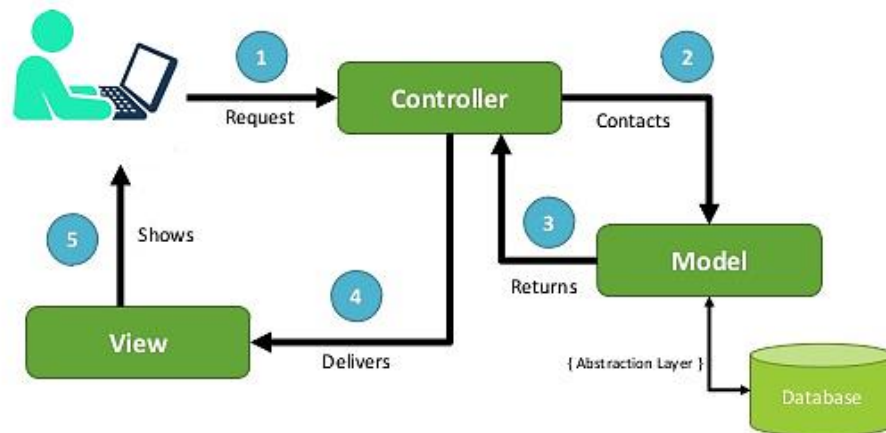 1
2
Controller
Request
Contacts
3
5
Shows
Model
4
Returns
View
Delivers
{ Abstraction Layer }
Database